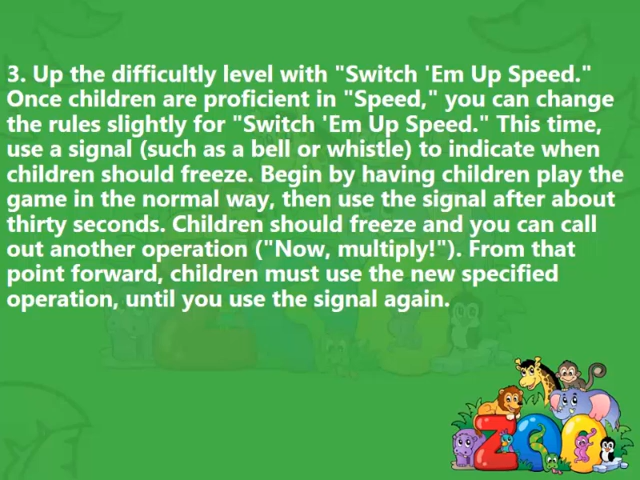 3. Up the difficultly level with "Switch 'Em Up Speed."
Once children are proficient in "Speed," you can change
the rules slightly for "Switch 'Em Up Speed." This time,
use a signal (such as a bell or whistle) to indicate when
children should freeze. Begin by having children play the
game in the normal way, then use the signal after about
thirty seconds. Children should freeze and you can call
out another operation ("Now, multiply!"). From that
point forward, children must use the new specified
operation, until you use the signal again.
ZOO